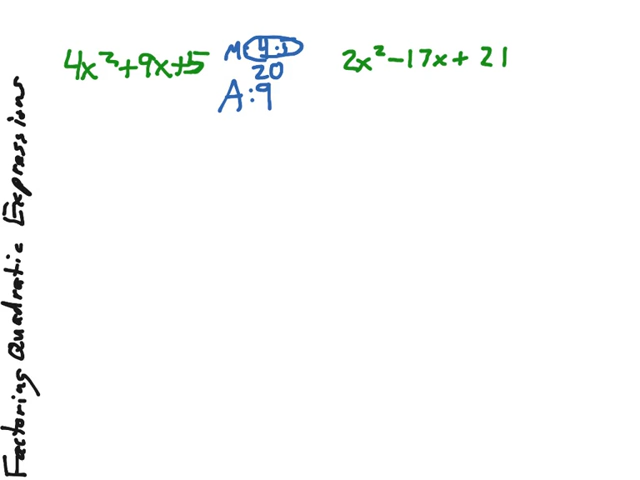 4x²+9x+5
M: 4·5
20
A:9
2x²-17x+21
Factoring Quadratic Expressions